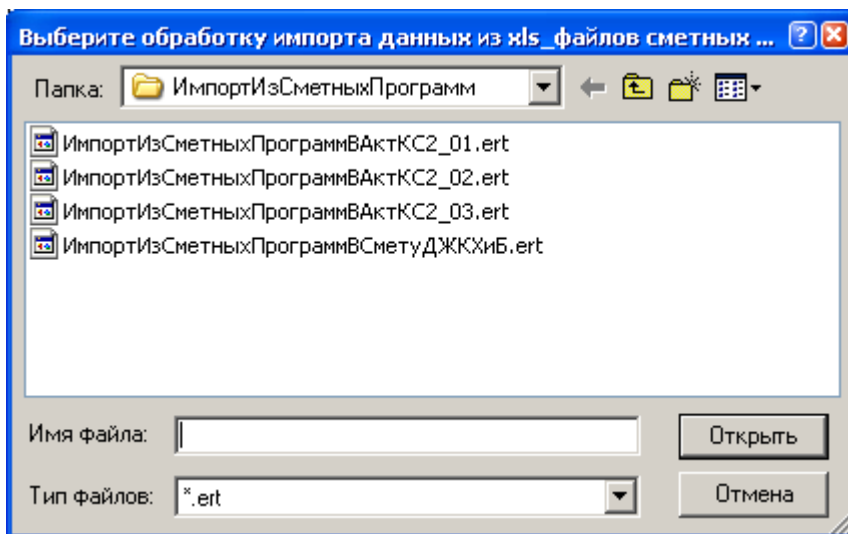 Выберите обработку импорта данных из xls_файлов сметных ...
Папка: ИмпортИзСметныхПрограмм
ИмпортИзСметныхПрограммВАктКС2_01.ert
ИмпортИзСметныхПрограммВАктКС2_02.ert
ИмпортИзСметныхПрограммВАктКС2_03.ert
ИмпортИзСметныхПрограммВСметуДЖКХиБ.ert
Имя файла: Открыть
Тип файлов: *.ert Отмена